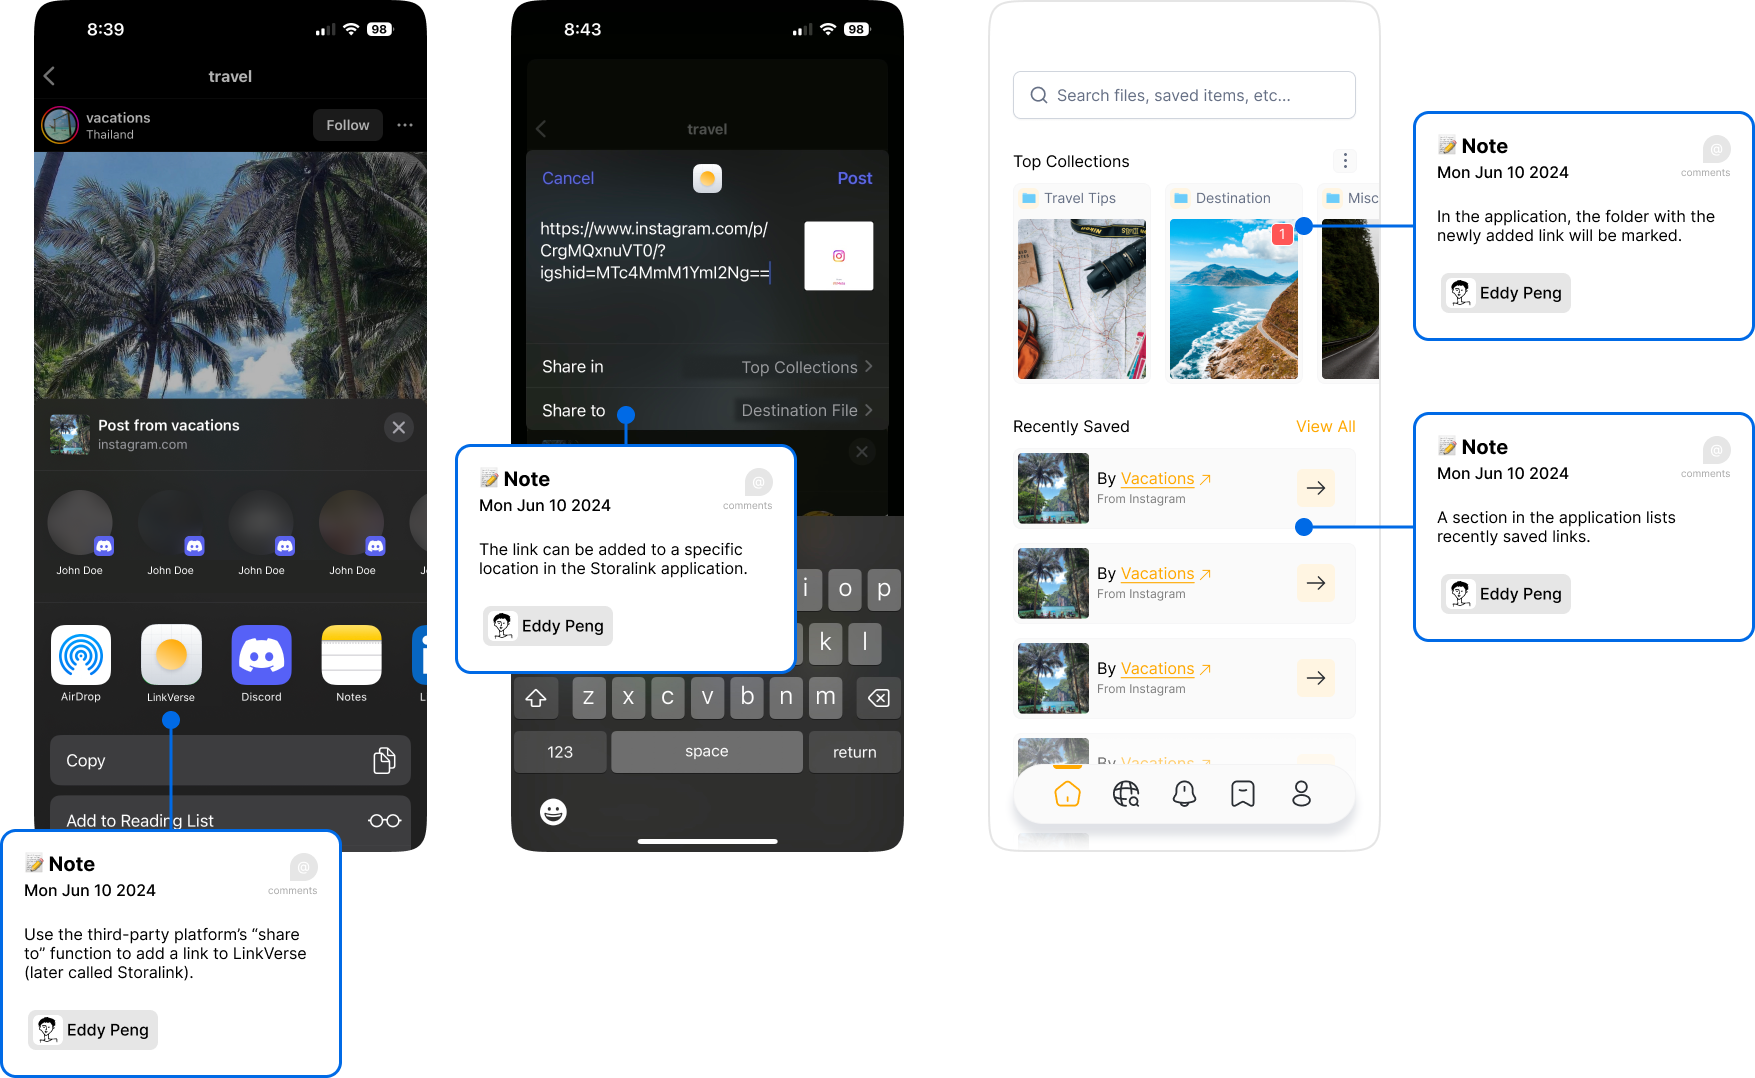 8:39
98
travel
vacations
Thailand
Follow
Post from vacations
instagram.com
John Doe
John Doe
John Doe
John Doe
AirDrop
LinkVerse
Discord
Notes
Copy
Add to Reading List
Note
Mon Jun 10 2024
@
comments
Use the third-party platform’s “share
to” function to add a link to LinkVerse
(later called Storalink).
Eddy Peng
8:43
98
travel
Cancel
Post
https://www.instagram.com/p/
CrgMQxnuVT0/?
igshid=MTc4MmM1YmI2Ng==
Share in
Top Collections
Share to
Destination File
Note
Mon Jun 10 2024
@
comments
The link can be added to a specific
location in the Storalink application.
Eddy Peng
i o p
k l
z x c v b n m
123 space return
Search files, saved items, etc...
Top Collections
Travel Tips
Destination
Misc
Nikon
1
Recently Saved
View All
By Vacations
From Instagram
By Vacations
From Instagram
By Vacations
From Instagram
By Vacations
Note
Mon Jun 10 2024
@
comments
In the application, the folder with the
newly added link will be marked.
Eddy Peng
Note
Mon Jun 10 2024
@
comments
A section in the application lists
recently saved links.
Eddy Peng